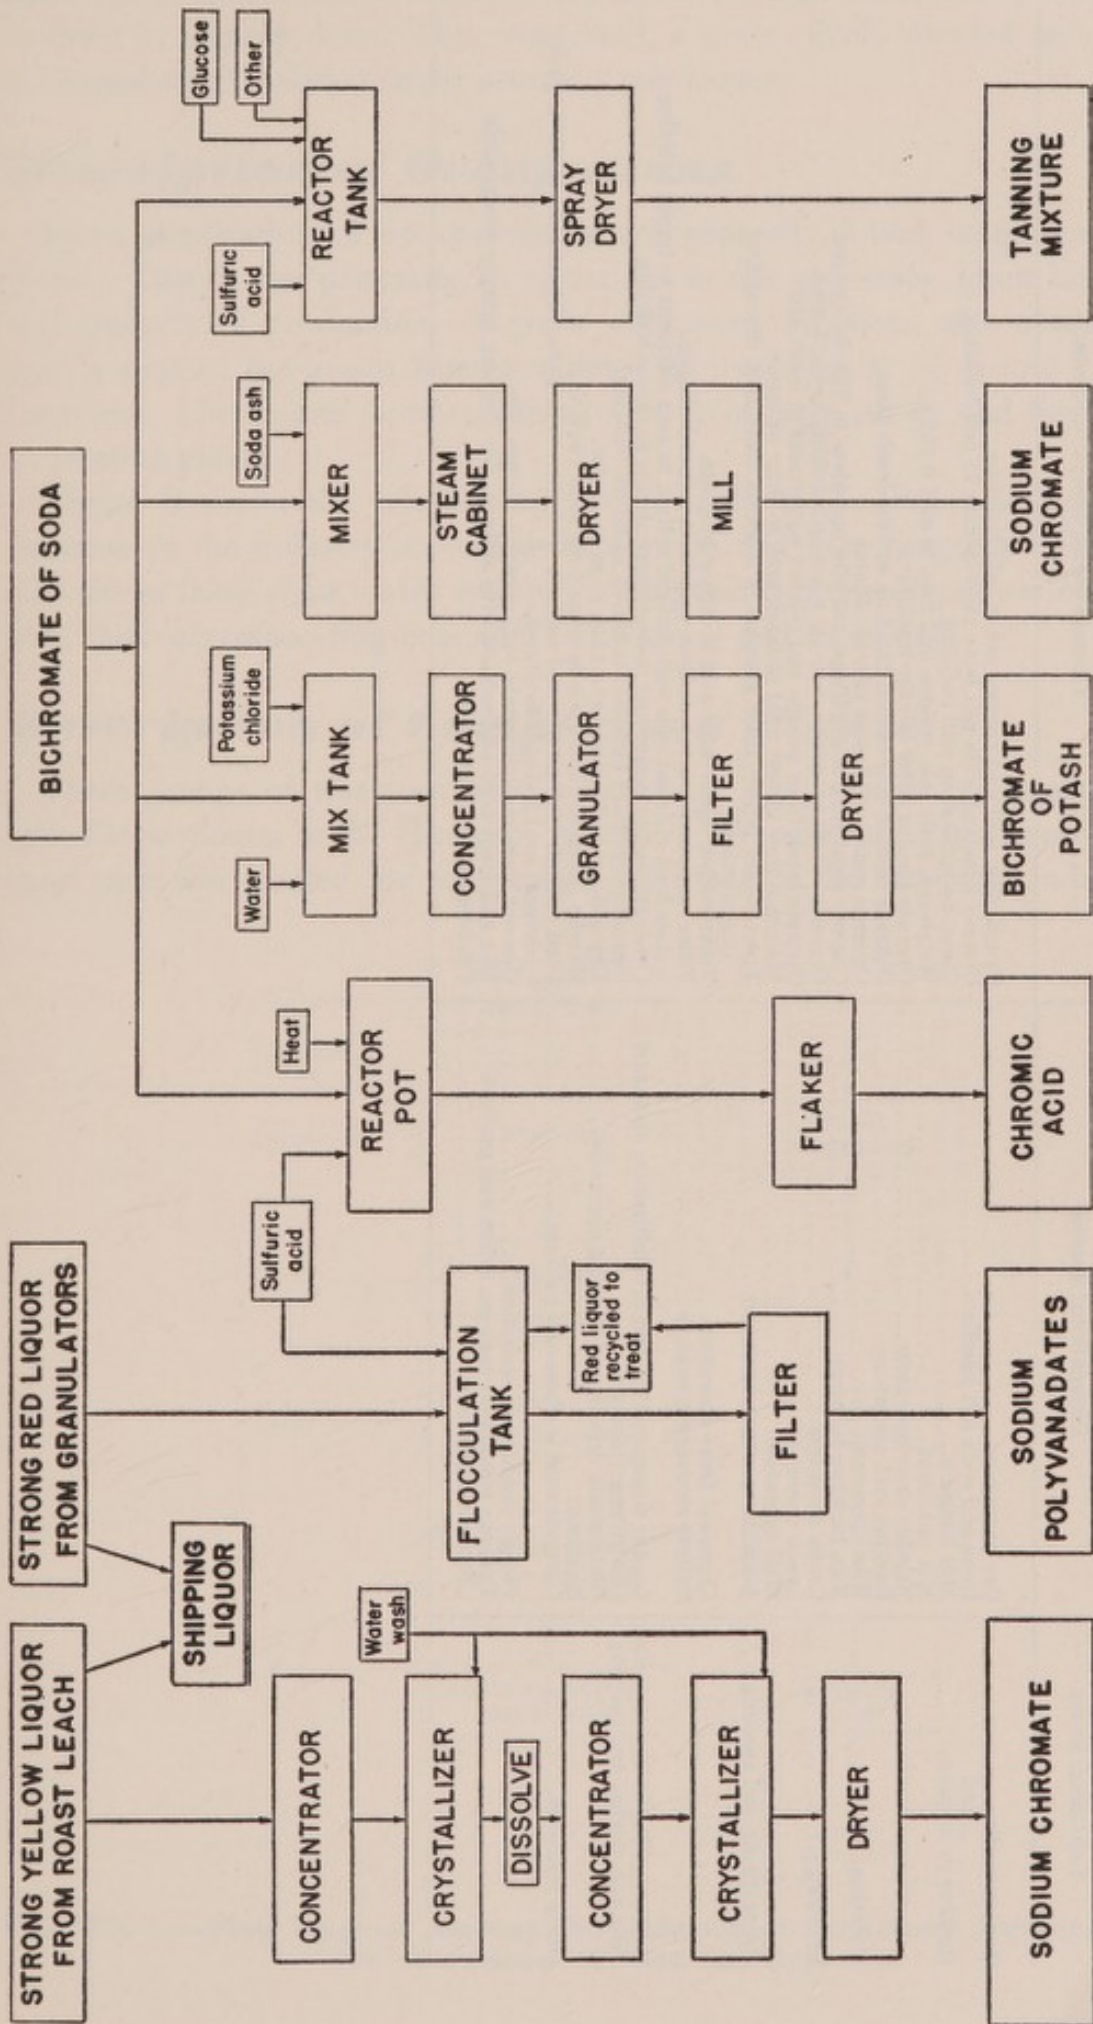 STRONG YELLOW LIQUOR
FROM ROAST LEACH
STRONG RED LIQUOR
FROM GRANULATORS
BICHROMATE OF SODA
SHIPPING
LIQUOR
CONCENTRATOR
CRYSTALLIZER
Water
wash
DISSOLVE
CONCENTRATOR
CRYSTALLIZER
DRYER
SODIUM CHROMATE
Sulfuric
acid
FLOCCULATION
TANK
Red liquor
recycled to
treat
FILTER
SODIUM
POLYVANADATES
Heat
REACTOR
POT
FLAKER
CHROMIC
ACID
Water
Potassium
chloride
MIX TANK
CONCENTRATOR
GRANULATOR
FILTER
DRYER
BICHROMATE
OF
POTASH
Soda ash
MIXER
STEAM
CABINET
DRYER
MILL
SODIUM
CHROMATE
Sulfuric
acid
Glucose
Other
REACTOR
TANK
SPRAY
DRYER
TANNING
MIXTURE